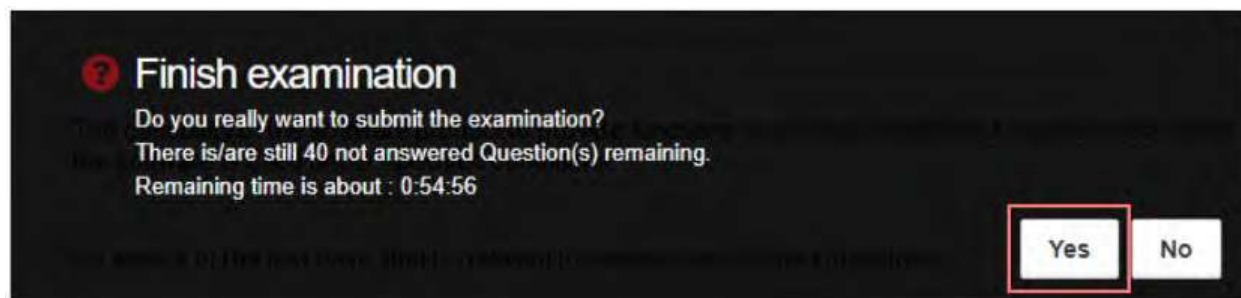 Finish examination
Do you really want to submit the examination?
There is/are still 40 not answered Question(s) remaining.
Remaining time is about : 0:54:56
Yes No